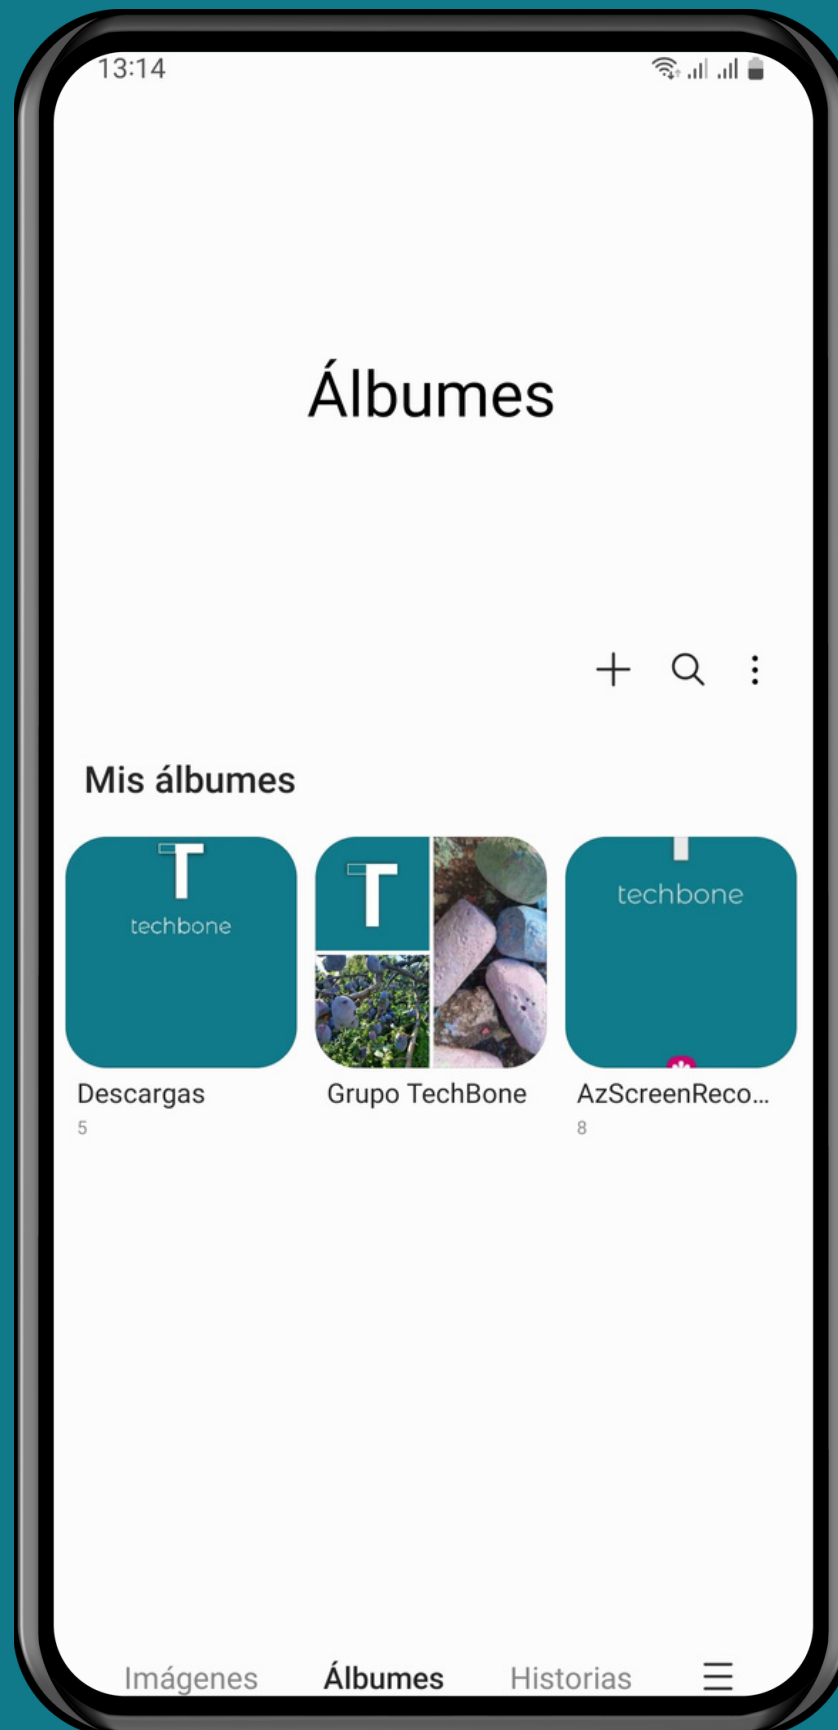 13:14
Álbumes
Mis álbumes
techbone
T
techbone
Descargas
Grupo TechBone
AzScreenReco...
5
8
Imágenes Álbumes Historias